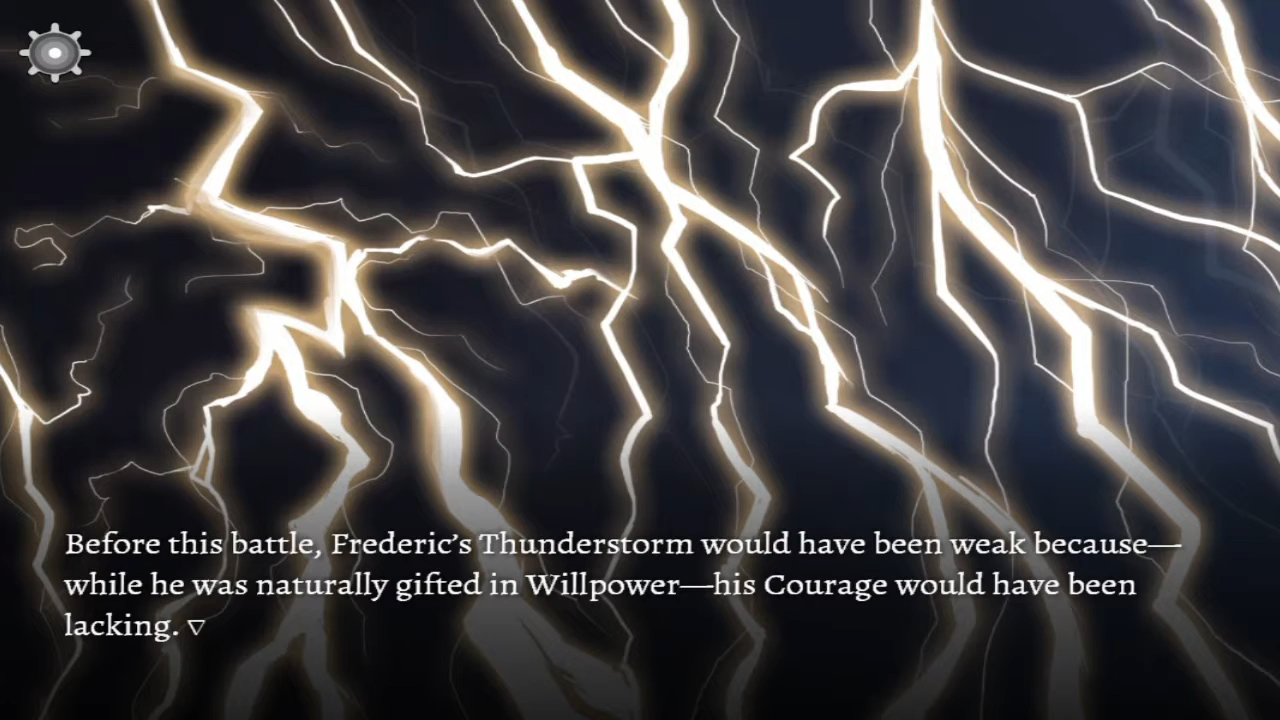 Before this battle, Frederic’s Thunderstorm would have been weak because—
while he was naturally gifted in Willpower—his Courage would have been
lacking. ▽